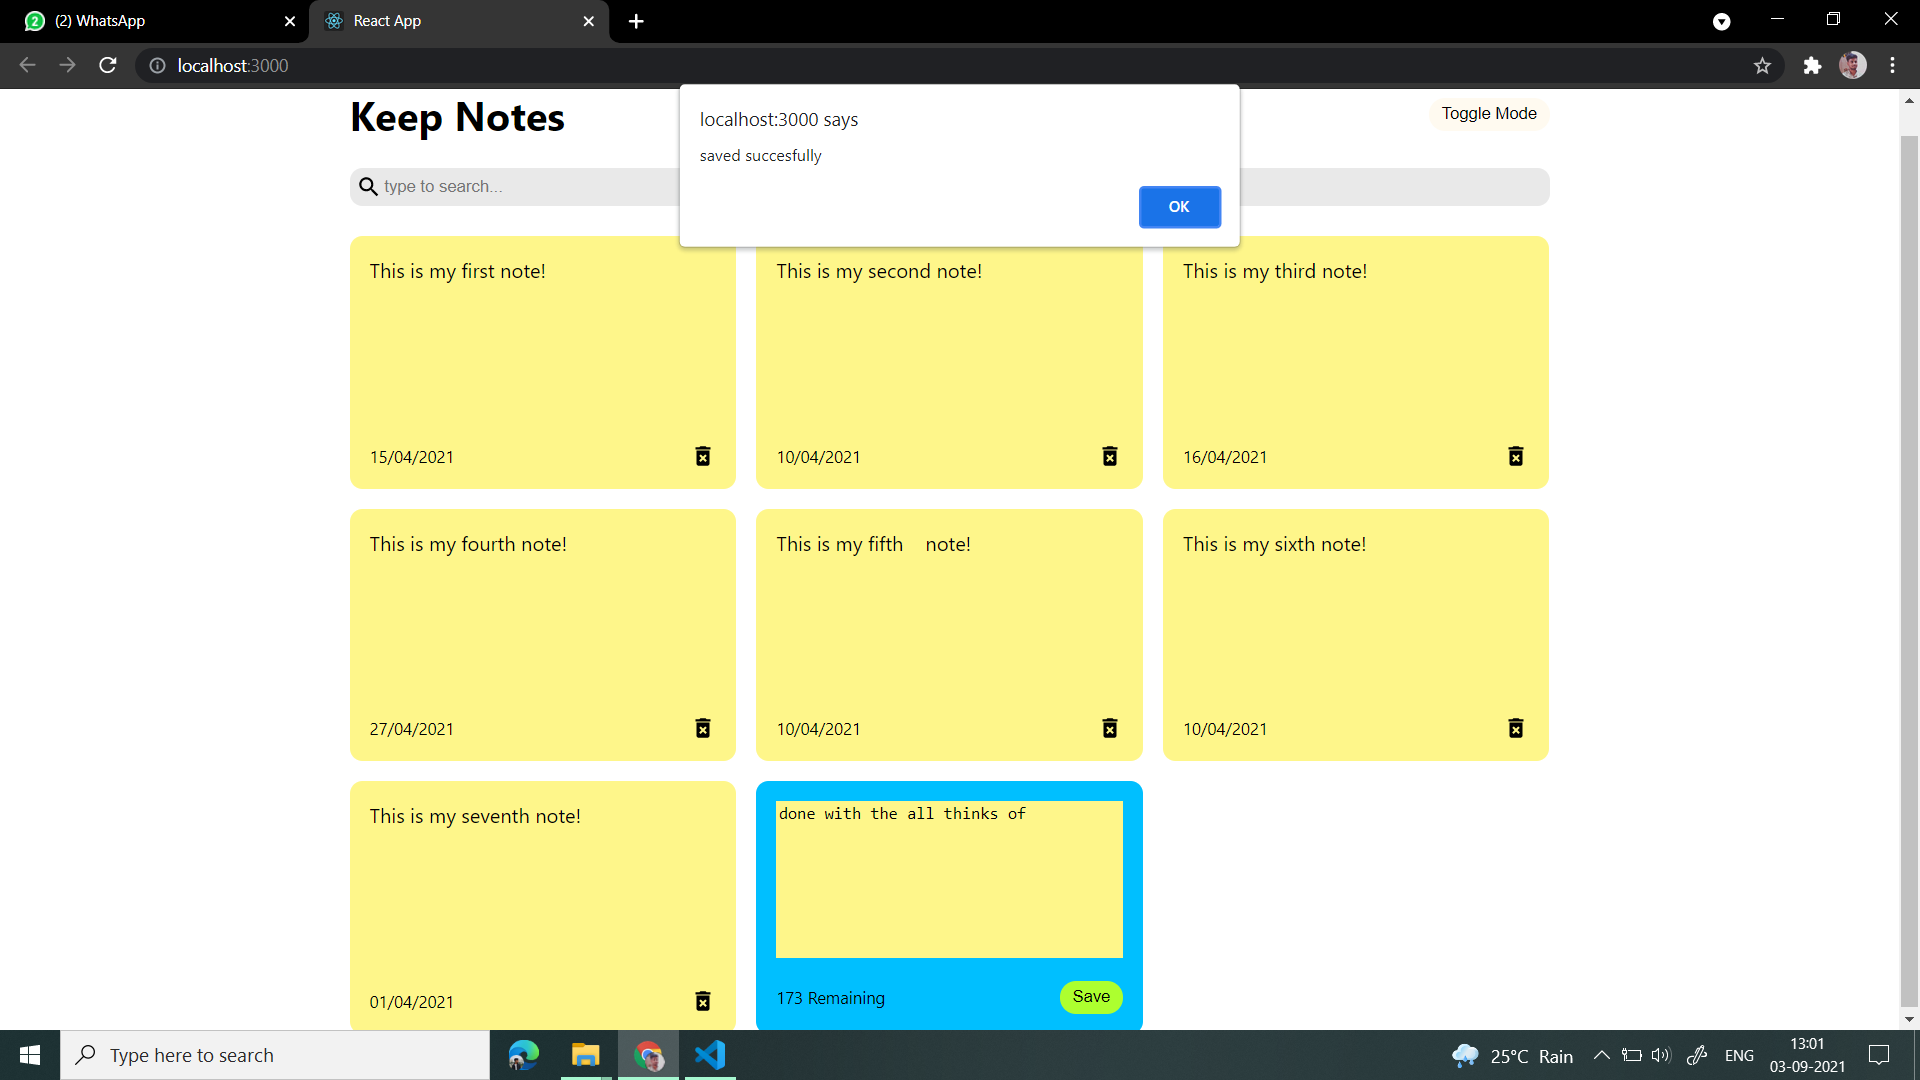 (2) WhatsApp
React App
localhost:3000
Keep Notes
Toggle Mode
localhost:3000 says
saved succesfully
OK
type to search...
This is my first note!
15/04/2021
This is my second note!
10/04/2021
This is my third note!
16/04/2021
This is my fourth note!
27/04/2021
This is my fifth note!
10/04/2021
This is my sixth note!
10/04/2021
This is my seventh note!
01/04/2021
done with the all thinks of
173 Remaining
Save
Type here to search
25°C Rain
ENG
13:01
03-09-2021